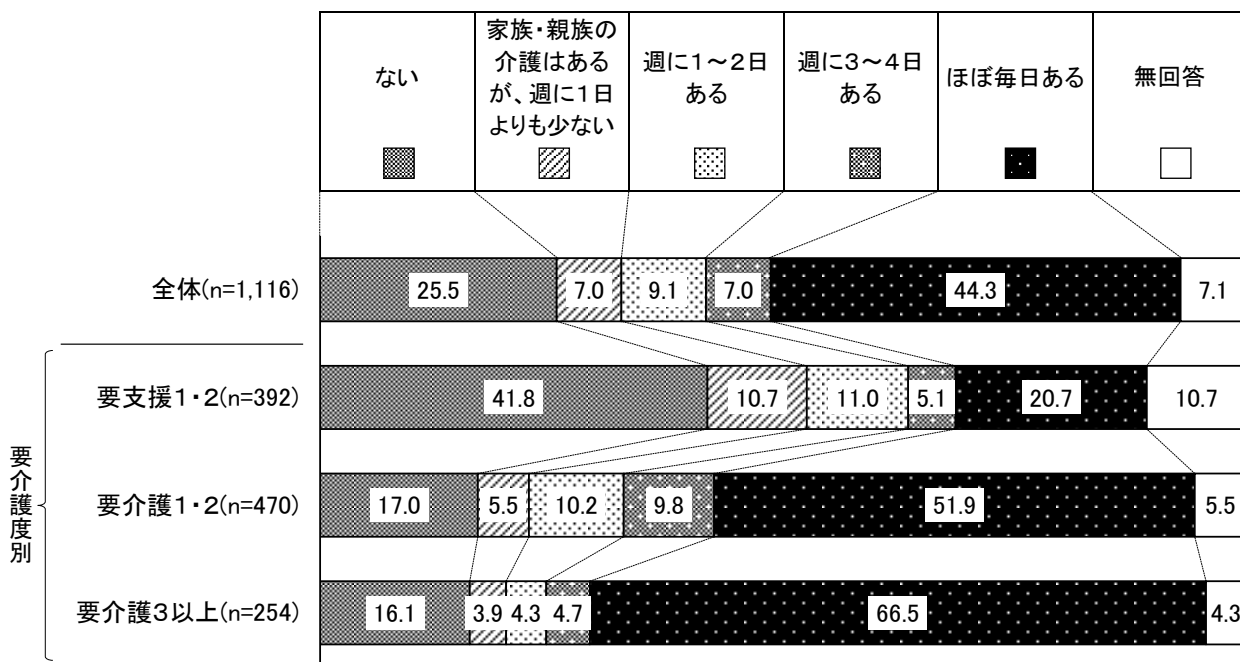 ない
家族・親族の
介護はある
が、週に１日
よりも少ない
週に１～２日
ある
週に３～４日
ある
ほぼ毎日ある
無回答
全体(n=1,116)
25.5 7.0 9.1 7.0 44.3 7.1
要介護度別
要支援１・２(n=392)
41.8 10.7 11.0 5.1 20.7 10.7
要介護１・２(n=470)
17.0 5.5 10.2 9.8 51.9 5.5
要介護３以上(n=254)
16.1 3.9 4.3 4.7 66.5 4.3